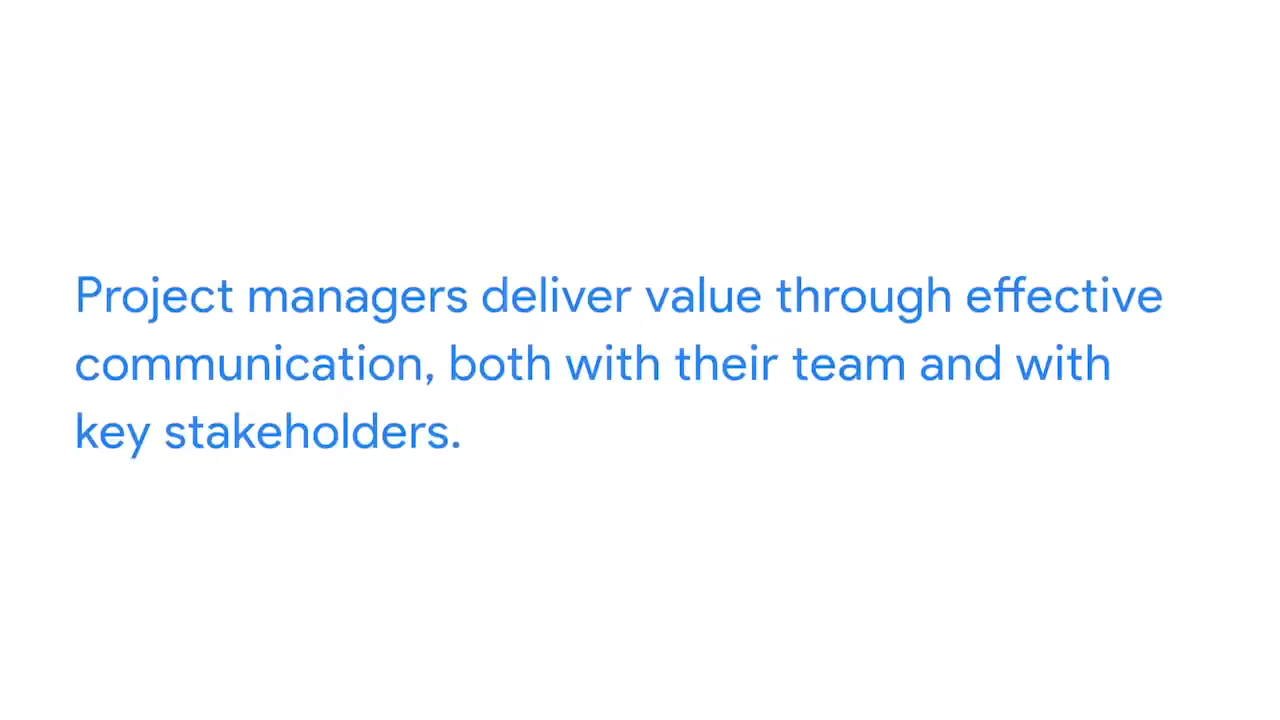 Project managers deliver value through effective
communication, both with their team and with
key stakeholders.